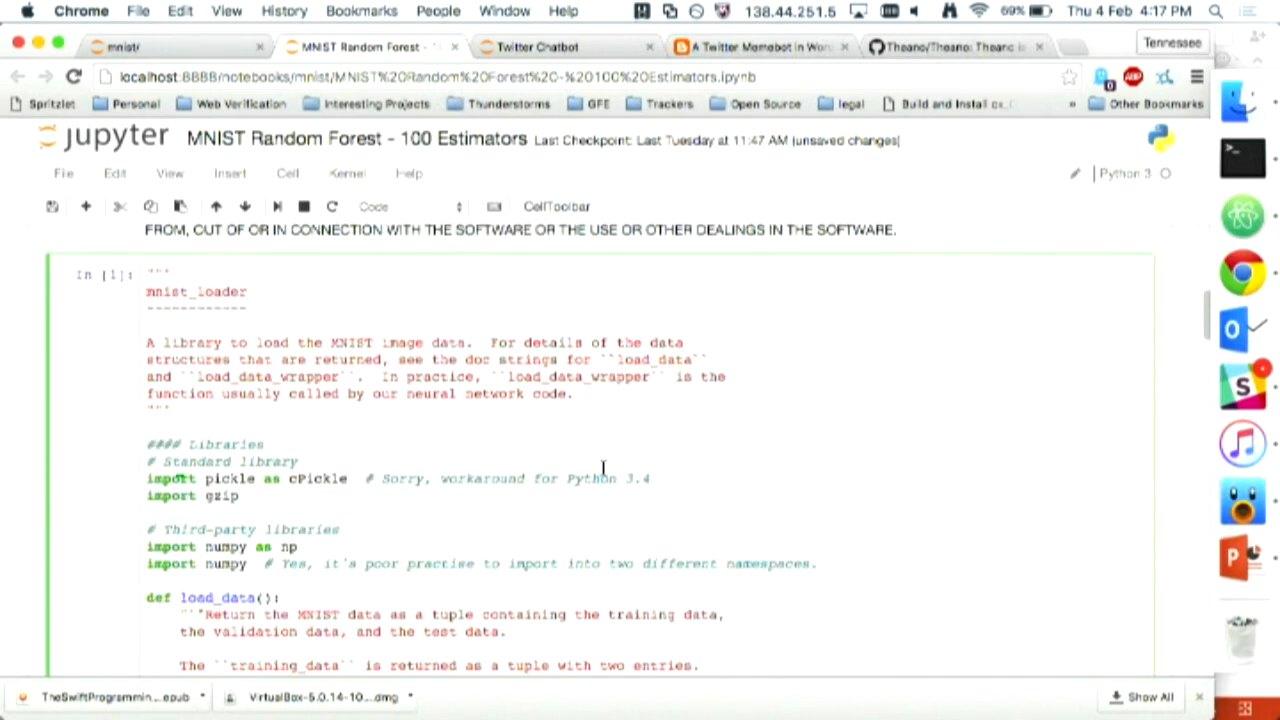 Chrome File Edit View History Bookmarks People Window Help 138.44.251.5 69% Thu 4 Feb 4:17 PM
mnist/ MNIST Random Forest - Twitter Chatbot A Twitter Memebot in Wor Theano/Theano: Theano is Tennessee
localhost:8888/notebooks/mnist/MNIST%20Random%20Forest%20-%20100%20Estimators.ipynb
Spritzlet Personal Web Verification Interesting Projects Thunderstorms GFE Trackers Open Source legal Build and Install » Other Bookmarks
jupyter MNIST Random Forest - 100 Estimators Last Checkpoint: Last Tuesday at 11:47 AM (unsaved changes)
File Edit View Insert Cell Kernel Help Python 3
Code CellToolbar
FROM, OUT OF OR IN CONNECTION WITH THE SOFTWARE OR THE USE OR OTHER DEALINGS IN THE SOFTWARE.
In [1]: """
mnist_loader
------------
A library to load the MNIST image data. For details of the data
structures that are returned, see the doc strings for ``load_data``
and ``load_data_wrapper``. In practice, ``load_data_wrapper`` is the
function usually called by our neural network code.
"""
#### Libraries
# Standard library
import pickle as cPickle # Sorry, workaround for Python 3.4
import gzip
# Third-party libraries
import numpy as np
import numpy # Yes, it's poor practise to import into two different namespaces.
def load_data():
"""Return the MNIST data as a tuple containing the training data,
the validation data, and the test data.
The ``training_data`` is returned as a tuple with two entries.
TheSwiftProgrammin...epub VirtualBox-5.0.14-10...dmg Show All